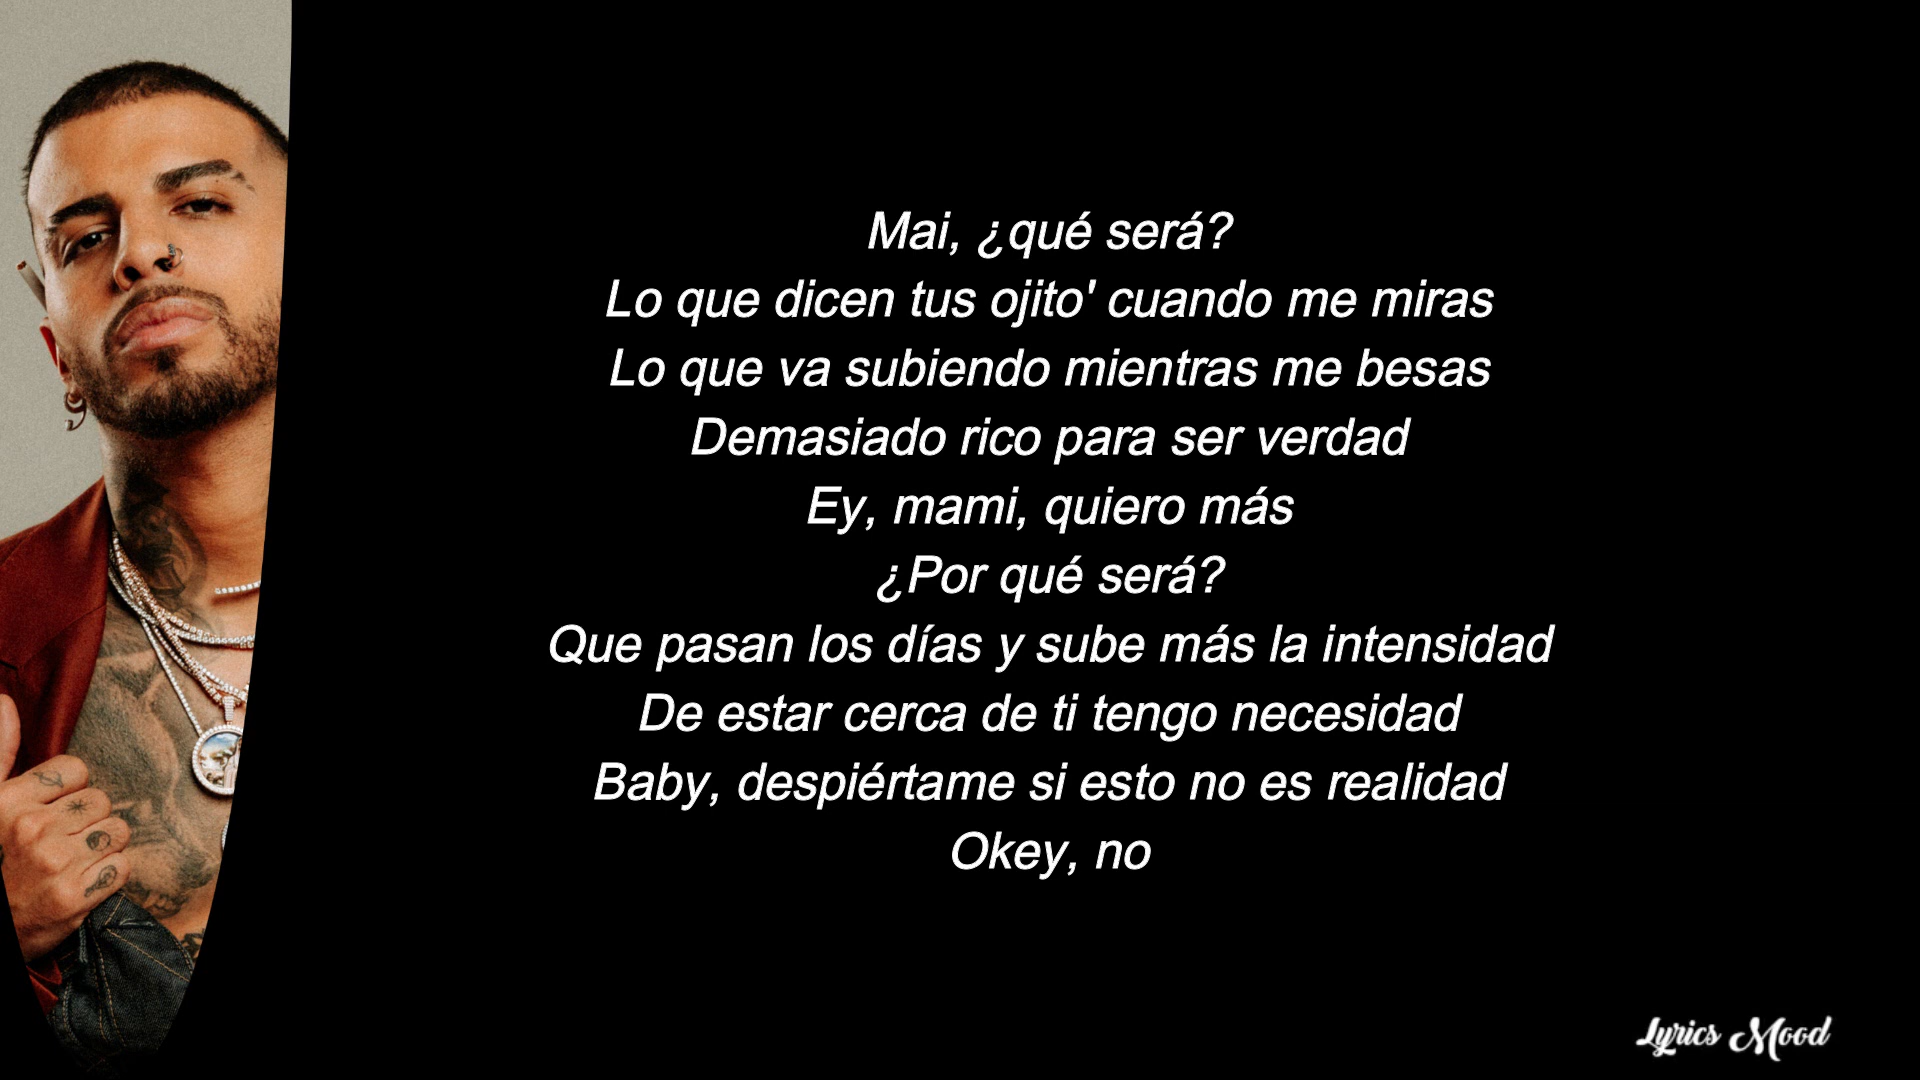 Mai, ¿qué será?
Lo que dicen tus ojito' cuando me miras
Lo que va subiendo mientras me besas
Demasiado rico para ser verdad
Ey, mami, quiero más
¿Por qué será?
Que pasan los días y sube más la intensidad
De estar cerca de ti tengo necesidad
Baby, despiértame si esto no es realidad
Okey, no
Lyrics Mood